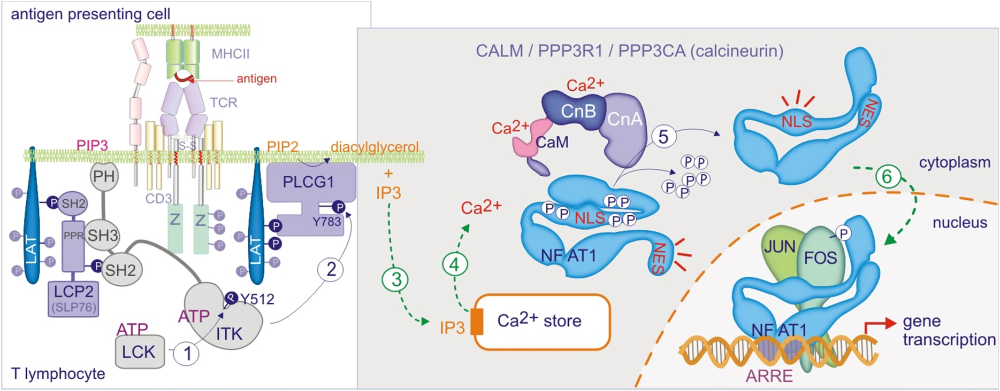 antigen presenting cell
MHCII
antigen
TCR
S-S
S-S
PIP3
PIP2
diacylglycerol
+
IP3
PH
PLCG1
CD3
P
P
SH2
P
P
Y783
Z
Z
P
P
P
PPR
SH3
P
P
P
P
LAT
LAT
P
P
P
P
P
SH2
P
P
LCP2
(SLP76)
P
Y512
ATP
ITK
ATP
LCK
1
2
T lymphocyte
CALM / PPP3R1 / PPP3CA (calcineurin)
Ca2+
CnB
CnA
Ca2+
CaM
5
P P
P P
P P
P P
P P
NLS
P P
NF AT1
NES
NLS
NES
cytoplasm
6
nucleus
3
4
Ca2+
IP3
Ca2+ store
JUN
FOS
P
NF AT1
gene
transcription
ARRE